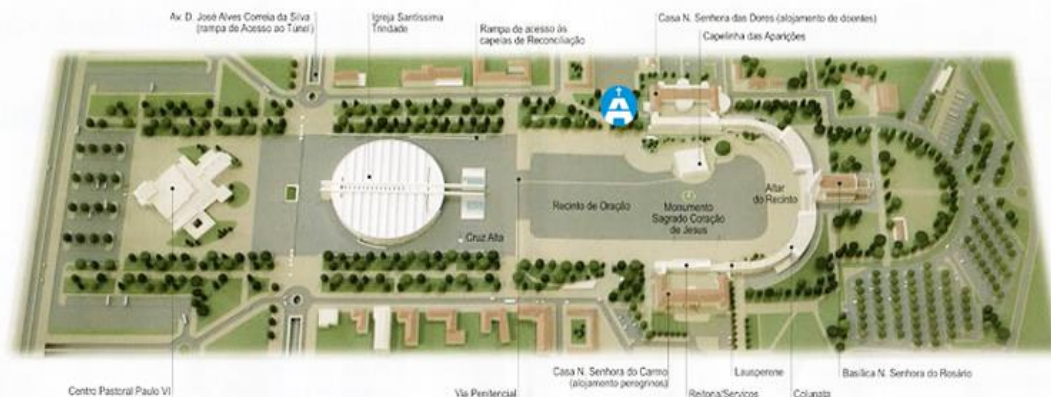 Av. D. José Alves Correia da Silva
(rampa de Acesso ao Túnel)
Igreja Santíssima
Trindade
Rampa de acesso às
capelas de Reconciliação
Casa N. Senhora das Dores (alojamento de doentes)
Capelinha das Aparições
A
Recinto de Oração
Monumento
Sagrado Coração
de Jesus
Altar
do Recinto
Cruz Alta
Centro Pastoral Paulo VI
Via Penitencial
Casa N. Senhora do Carmo
(alojamento peregrinos)
Reitoria/Serviços
Lausperene
Colunata
Basílica N. Senhora do Rosário